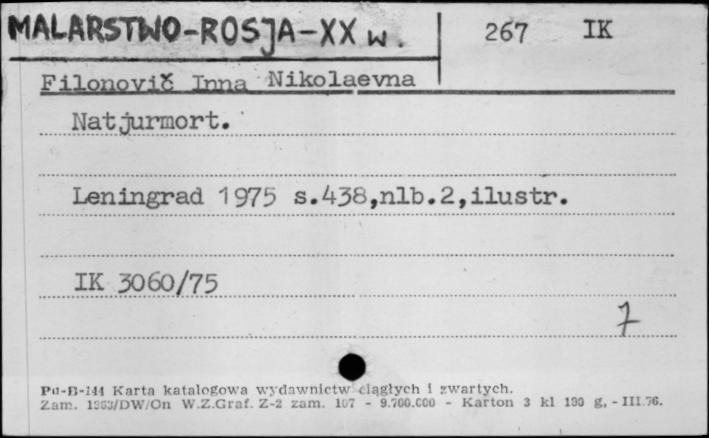 MALARSTWO-ROSJA-XX w. 267 IK
Filonovič Inna Nikolaevna
Natjurmort.
Leningrad 1975 s.438,nlb.2,ilustr.
IK 3060/75
7
Pu-B-144 Karta katalogowa wydawnictw ciągłych i zwartych.
Zam. 1363/DW/On W.Z.Graf. Z-2 zam. 107 - 9.700.000 - Karton 3 kl 190 g, - III.76.